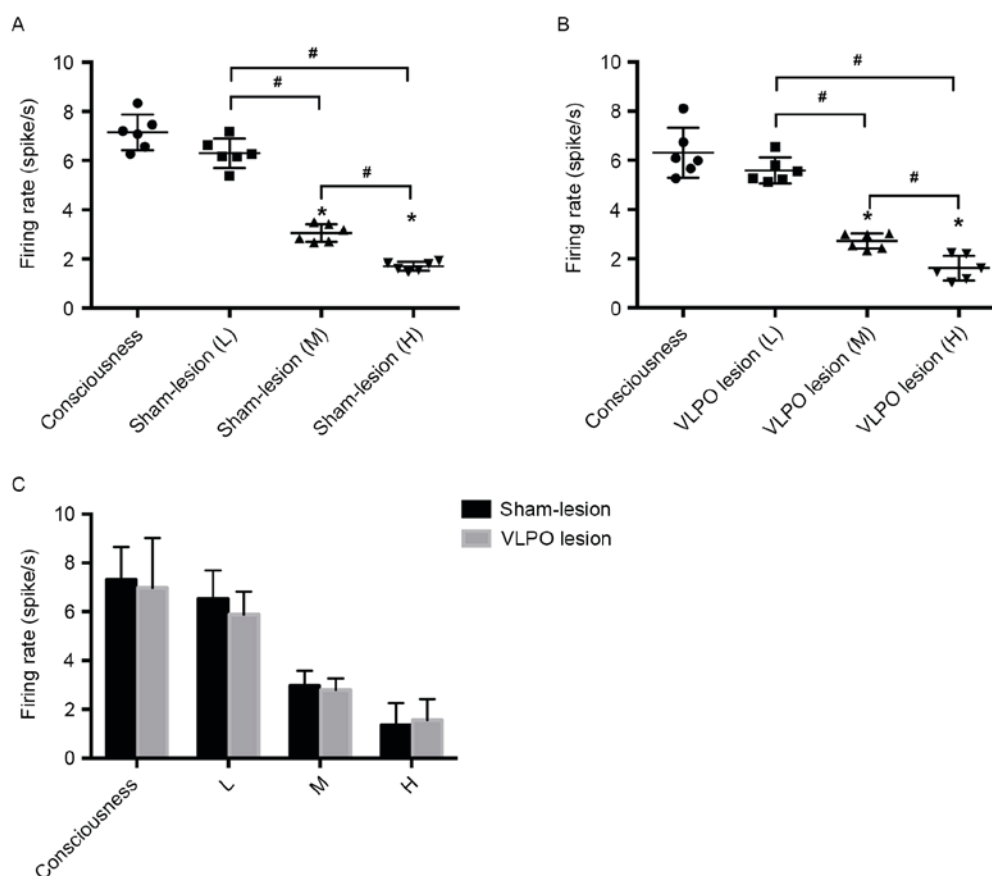 A
Firing rate (spike/s)
10
8
6
4
2
0
#
#
#
*
*
Consciousness
Sham-lesion (L)
Sham-lesion (M)
Sham-lesion (H)
B
Firing rate (spike/s)
10
8
6
4
2
0
#
#
#
*
*
Consciousness
VLPO lesion (L)
VLPO lesion (M)
VLPO lesion (H)
C
Firing rate (spike/s)
10
8
6
4
2
0
Consciousness
L
M
H
Sham-lesion
VLPO lesion